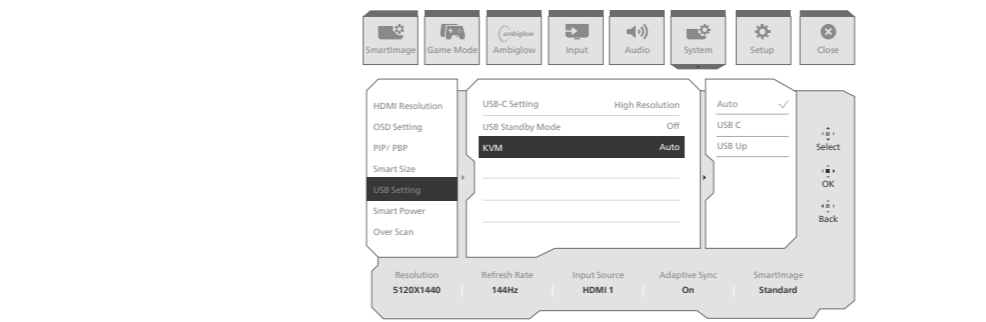 SmartImage
Game Mode
ambiglow
Ambiglow
Input
Audio
System
Setup
Close
HDMI Resolution
OSD Setting
PIP/ PBP
Smart Size
USB Setting
Smart Power
Over Scan
USB-C Setting High Resolution
USB Standby Mode Off
KVM Auto
Auto
USB C
USB Up
Select
OK
Back
Resolution Refresh Rate Input Source Adaptive Sync SmartImage
5120X1440 144Hz HDMI 1 On Standard